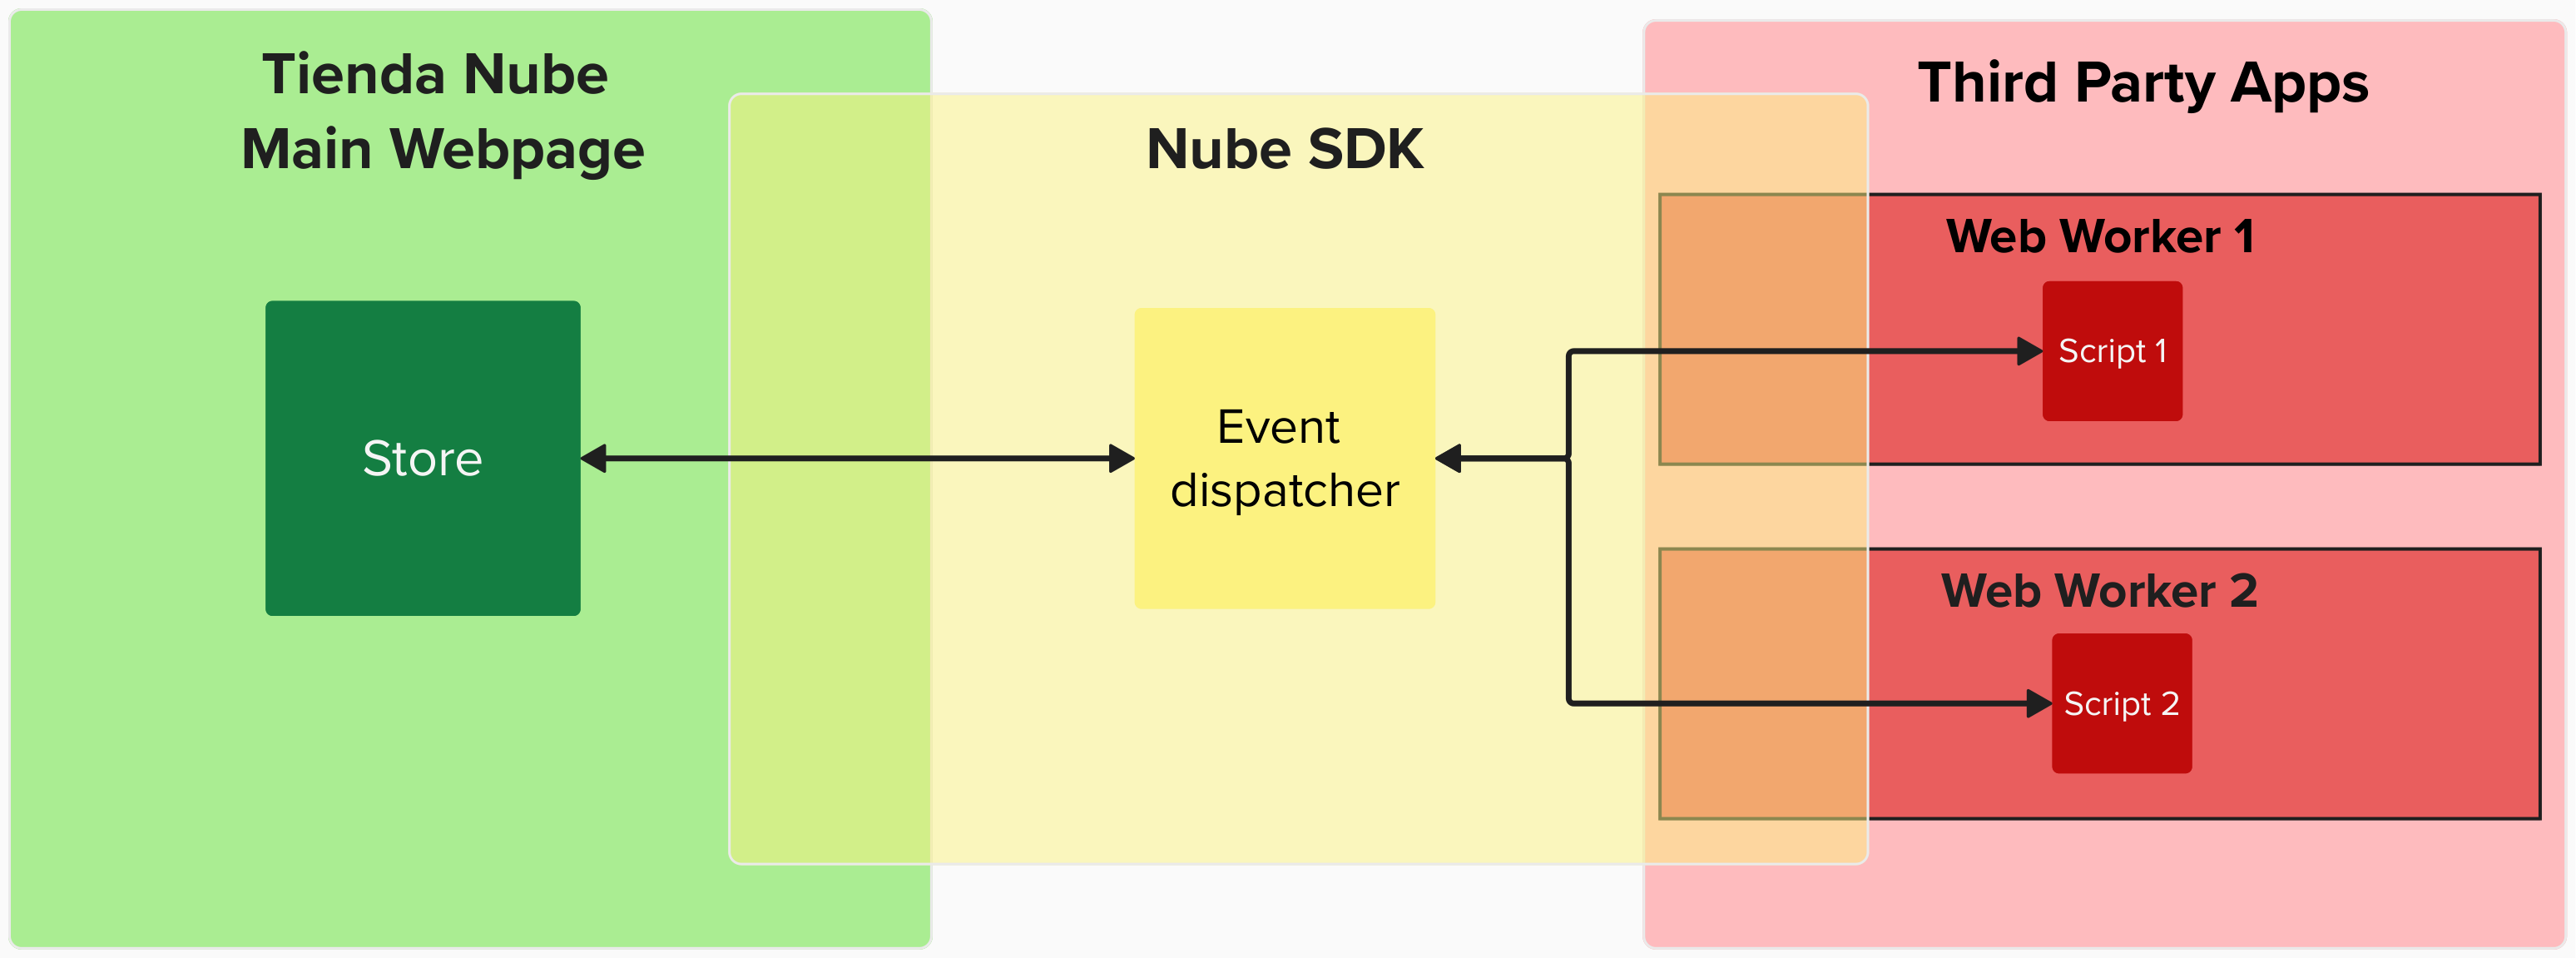 Tienda Nube
Main Webpage
Store
Nube SDK
Event
dispatcher
Third Party Apps
Web Worker 1
Script 1
Web Worker 2
Script 2